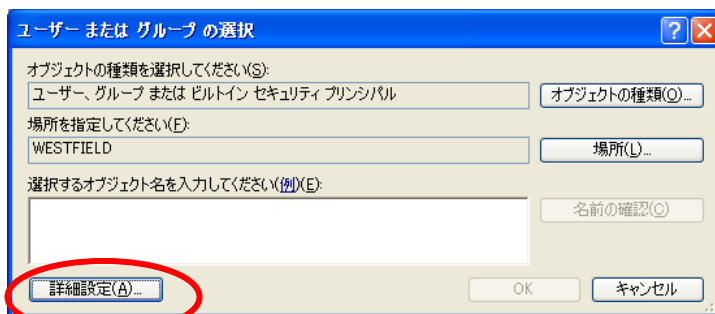 ユーザー または グループ の選択
オブジェクトの種類を選択してください(S):
ユーザー、グループ または ビルトイン セキュリティ プリンシパル
オブジェクトの種類(O)...
場所を指定してください(F):
WESTFIELD
場所(L)...
選択するオブジェクト名を入力してください(例)(E):
名前の確認(C)
詳細設定(A)...
OK
キャンセル